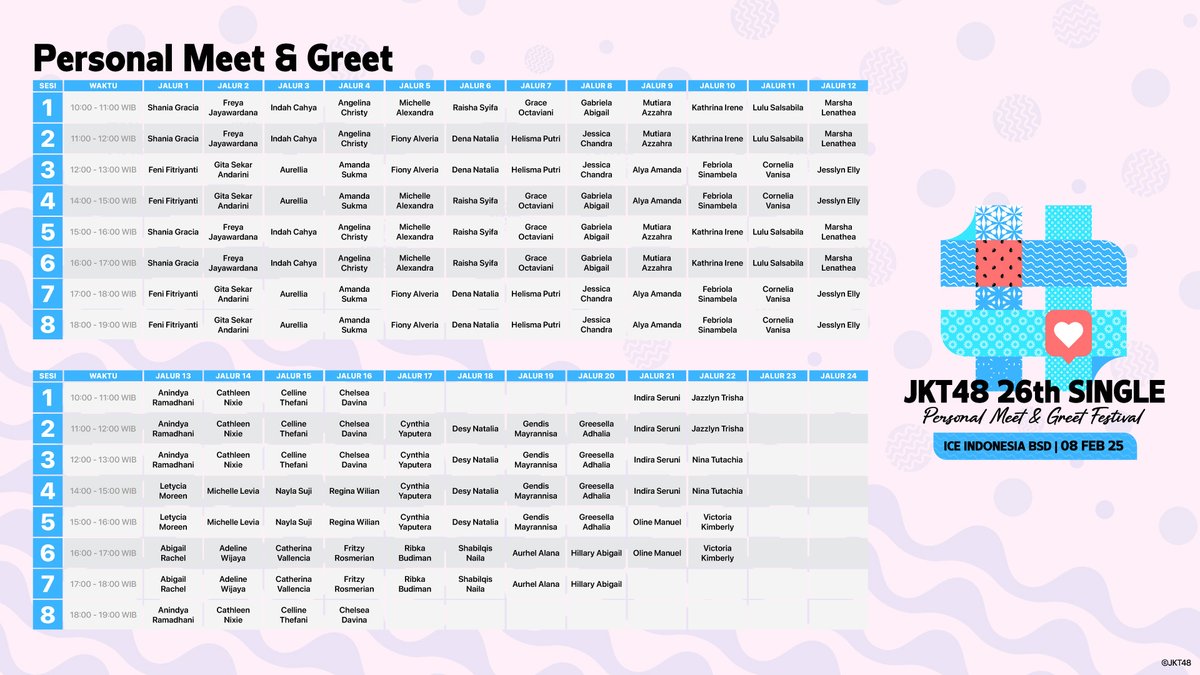 Personal Meet & Greet
SESI WAKTU JALUR 1 JALUR 2 JALUR 3 JALUR 4 JALUR 5 JALUR 6 JALUR 7 JALUR 8 JALUR 9 JALUR 10 JALUR 11 JALUR 12
1 10:00 - 11:00 WIB Shania Gracia Freya Jayawardana Indah Cahya Angelina Christy Michelle Alexandra Raisha Syifa Grace Octaviani Gabriela Abigail Mutiara Azzahra Kathrina Irene Lulu Salsabila Marsha Lenathea
2 11:00 - 12:00 WIB Shania Gracia Freya Jayawardana Indah Cahya Angelina Christy Fiony Alveria Dena Natalia Helisma Putri Jessica Chandra Mutiara Azzahra Kathrina Irene Lulu Salsabila Marsha Lenathea
3 12:00 - 13:00 WIB Feni Fitriyanti Gita Sekar Andarini Aurellia Amanda Sukma Fiony Alveria Dena Natalia Helisma Putri Jessica Chandra Alya Amanda Febriola Sinambela Cornelia Vanisa Jesslyn Elly
4 14:00 - 15:00 WIB Feni Fitriyanti Gita Sekar Andarini Aurellia Amanda Sukma Michelle Alexandra Raisha Syifa Grace Octaviani Gabriela Abigail Alya Amanda Febriola Sinambela Cornelia Vanisa Jesslyn Elly
5 15:00 - 16:00 WIB Shania Gracia Freya Jayawardana Indah Cahya Angelina Christy Michelle Alexandra Raisha Syifa Grace Octaviani Gabriela Abigail Mutiara Azzahra Kathrina Irene Lulu Salsabila Marsha Lenathea
6 16:00 - 17:00 WIB Shania Gracia Freya Jayawardana Indah Cahya Angelina Christy Michelle Alexandra Raisha Syifa Grace Octaviani Gabriela Abigail Mutiara Azzahra Kathrina Irene Lulu Salsabila Marsha Lenathea
7 17:00 - 18:00 WIB Feni Fitriyanti Gita Sekar Andarini Aurellia Amanda Sukma Fiony Alveria Dena Natalia Helisma Putri Jessica Chandra Alya Amanda Febriola Sinambela Cornelia Vanisa Jesslyn Elly
8 18:00 - 19:00 WIB Feni Fitriyanti Gita Sekar Andarini Aurellia Amanda Sukma Fiony Alveria Dena Natalia Helisma Putri Jessica Chandra Alya Amanda Febriola Sinambela Cornelia Vanisa Jesslyn Elly
SESI WAKTU JALUR 13 JALUR 14 JALUR 15 JALUR 16 JALUR 17 JALUR 18 JALUR 19 JALUR 20 JALUR 21 JALUR 22 JALUR 23 JALUR 24
1 10:00 - 11:00 WIB Anindya Ramadhani Cathleen Nixie Celline Thefani Chelsea Davina Indira Seruni Jazzlyn Trisha
2 11:00 - 12:00 WIB Anindya Ramadhani Cathleen Nixie Celline Thefani Chelsea Davina Cynthia Yaputera Desy Natalia Gendis Mayrannisa Greesella Adhalia Indira Seruni Jazzlyn Trisha
3 12:00 - 13:00 WIB Anindya Ramadhani Cathleen Nixie Celline Thefani Chelsea Davina Cynthia Yaputera Desy Natalia Gendis Mayrannisa Greesella Adhalia Indira Seruni Nina Tutachia
4 14:00 - 15:00 WIB Letycia Moreen Michelle Levia Nayla Suji Regina Wilian Cynthia Yaputera Desy Natalia Gendis Mayrannisa Greesella Adhalia Indira Seruni Nina Tutachia
5 15:00 - 16:00 WIB Letycia Moreen Michelle Levia Nayla Suji Regina Wilian Cynthia Yaputera Desy Natalia Gendis Mayrannisa Greesella Adhalia Oline Manuel Victoria Kimberly
6 16:00 - 17:00 WIB Abigail Rachel Adeline Wijaya Catherina Vallencia Fritzy Rosmerian Ribka Budiman Shabilqis Naila Aurhel Alana Hillary Abigail Oline Manuel Victoria Kimberly
7 17:00 - 18:00 WIB Abigail Rachel Adeline Wijaya Catherina Vallencia Fritzy Rosmerian Ribka Budiman Shabilqis Naila Aurhel Alana Hillary Abigail
8 18:00 - 19:00 WIB Anindya Ramadhani Cathleen Nixie Celline Thefani Chelsea Davina
JKT48 26th SINGLE
Personal Meet & Greet Festival
ICE INDONESIA BSD | 08 FEB 25
©JKT48